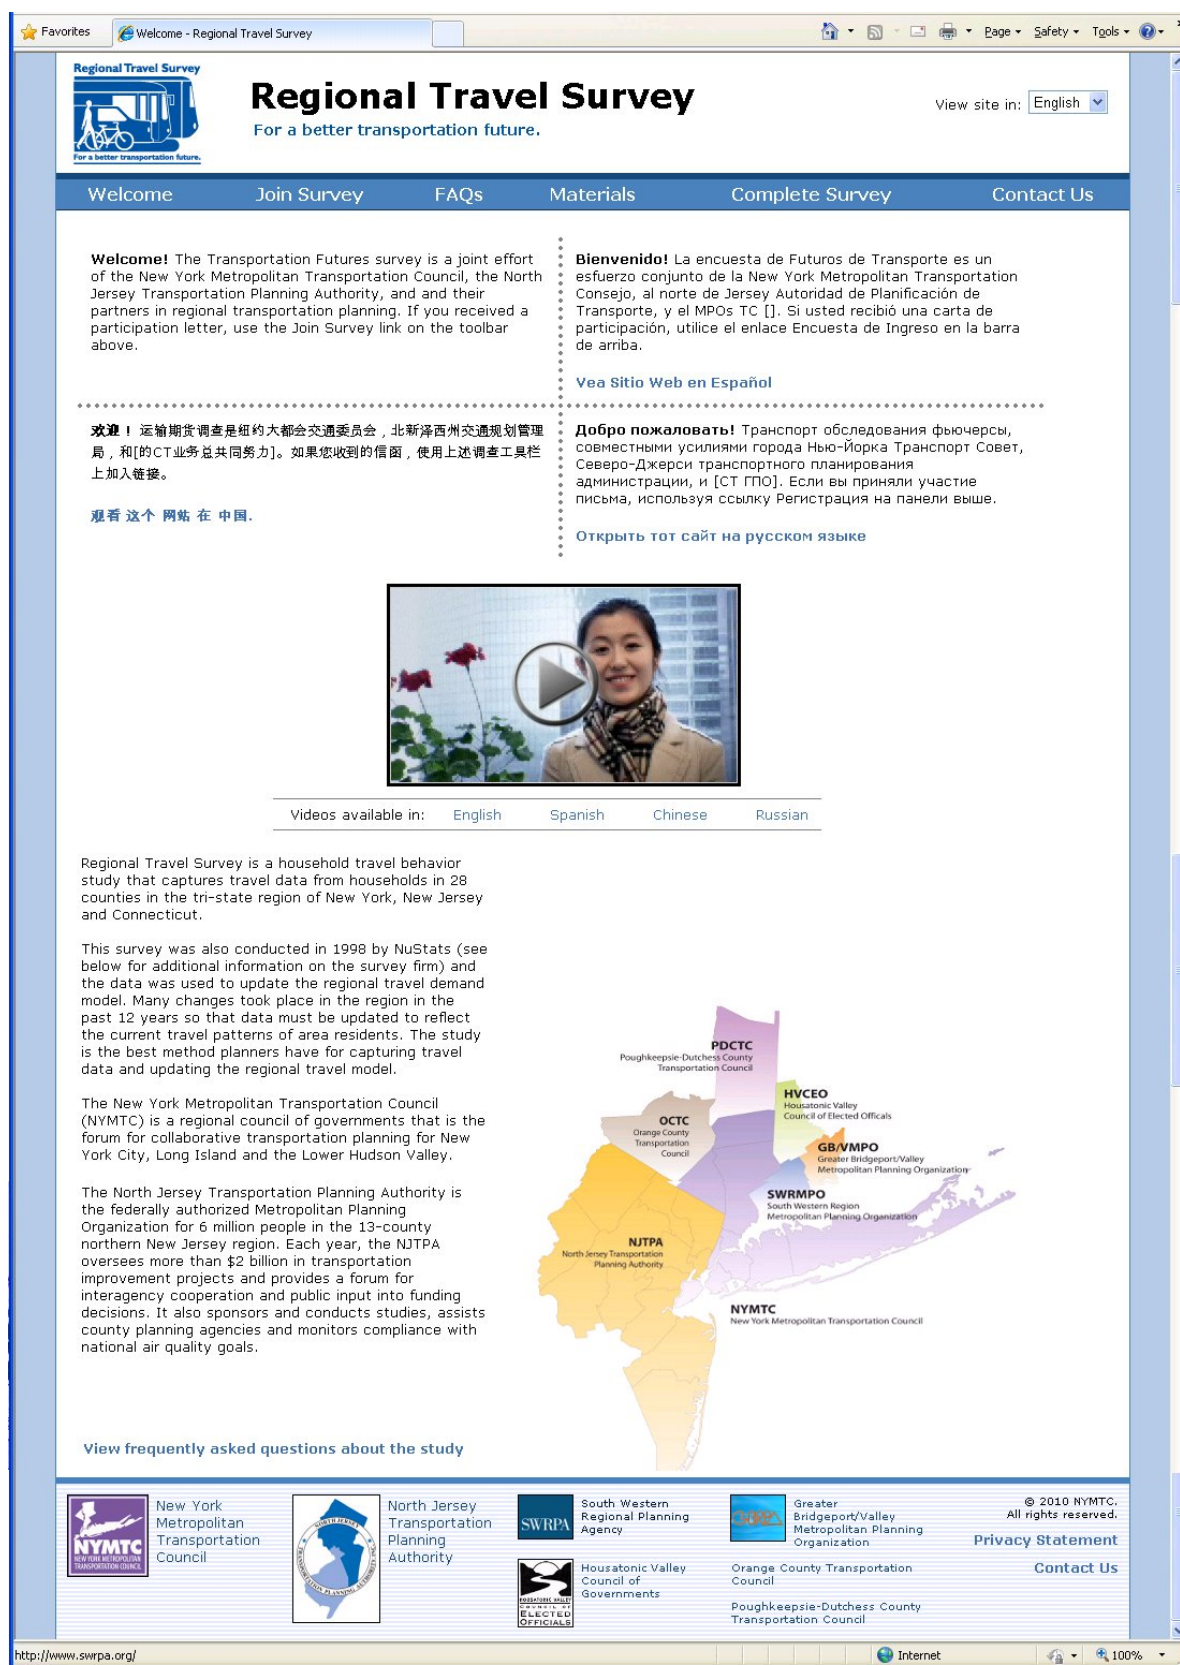 Favorites
Welcome - Regional Travel Survey
Page
Safety
Tools
Regional Travel Survey
For a better transportation future.
Regional Travel Survey
For a better transportation future.
View site in: English
Welcome Join Survey FAQs Materials Complete Survey Contact Us
Welcome! The Transportation Futures survey is a joint effort
of the New York Metropolitan Transportation Council, the North
Jersey Transportation Planning Authority, and and their
partners in regional transportation planning. If you received a
participation letter, use the Join Survey link on the toolbar
above.
Bienvenido! La encuesta de Futuros de Transporte es un
esfuerzo conjunto de la New York Metropolitan Transportation
Consejo, al norte de Jersey Autoridad de Planificación de
Transporte, y el MPOs TC []. Si usted recibió una carta de
participación, utilice el enlace Encuesta de Ingreso en la barra
de arriba.
Vea Sitio Web en Español
欢迎！运输期货调查是纽约大都会交通委员会，北新泽西州交通规划管理
局，和[的CT业务总共同努力]。如果您收到的信函，使用上述调查工具栏
上加入链接。
观看 这个 网站 在 中国.
Добро пожаловать! Транспорт обследования фьючерсы,
совместными усилиями города Нью-Йорка Транспорт Совет,
Северо-Джерси транспортного планирования
администрации, и [СТ ГПО]. Если вы приняли участие
письма, используя ссылку Регистрация на панели выше.
Открыть тот сайт на русском языке
Videos available in: English Spanish Chinese Russian
Regional Travel Survey is a household travel behavior
study that captures travel data from households in 28
counties in the tri-state region of New York, New Jersey
and Connecticut.
This survey was also conducted in 1998 by NuStats (see
below for additional information on the survey firm) and
the data was used to update the regional travel demand
model. Many changes took place in the region in the
past 12 years so that data must be updated to reflect
the current travel patterns of area residents. The study
is the best method planners have for capturing travel
data and updating the regional travel model.
The New York Metropolitan Transportation Council
(NYMTC) is a regional council of governments that is the
forum for collaborative transportation planning for New
York City, Long Island and the Lower Hudson Valley.
The North Jersey Transportation Planning Authority is
the federally authorized Metropolitan Planning
Organization for 6 million people in the 13-county
northern New Jersey region. Each year, the NJTPA
oversees more than $2 billion in transportation
improvement projects and provides a forum for
interagency cooperation and public input into funding
decisions. It also sponsors and conducts studies, assists
county planning agencies and monitors compliance with
national air quality goals.
View frequently asked questions about the study
PDCTC
Poughkeepsie-Dutchess County
Transportation Council
HVCEO
Housatonic Valley
Council of Elected Officals
OCTC
Orange County
Transportation
Council
GB/VMPO
Greater Bridgeport/Valley
Metropolitan Planning Organization
SWRMPO
South Western Region
Metropolitan Planning Organization
NJTPA
North Jersey Transportation
Planning Authority
NYMTC
New York Metropolitan Transportation Council
NYMTC
NEW YORK METROPOLITAN
TRANSPORTATION COUNCIL
New York
Metropolitan
Transportation
Council
NORTH JERSEY
TRANSPORTATION PLANNING AUTHORITY, INC.
North Jersey
Transportation
Planning
Authority
SWRPA
South Western
Regional Planning
Agency
HOUSATONIC VALLEY
COUNCIL OF
ELECTED
OFFICIALS
Housatonic Valley
Council of
Governments
Greater
Bridgeport/Valley
Metropolitan Planning
Organization
Orange County Transportation
Council
Poughkeepsie-Dutchess County
Transportation Council
© 2010 NYMTC.
All rights reserved.
Privacy Statement
Contact Us
http://www.swrpa.org/
Internet
100%